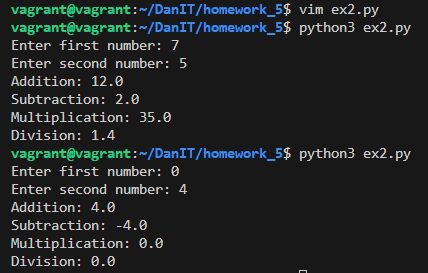 vagrant@vagrant:~/DanIT/homework_5$ vim ex2.py
vagrant@vagrant:~/DanIT/homework_5$ python3 ex2.py
Enter first number: 7
Enter second number: 5
Addition: 12.0
Subtraction: 2.0
Multiplication: 35.0
Division: 1.4
vagrant@vagrant:~/DanIT/homework_5$ python3 ex2.py
Enter first number: 0
Enter second number: 4
Addition: 4.0
Subtraction: -4.0
Multiplication: 0.0
Division: 0.0